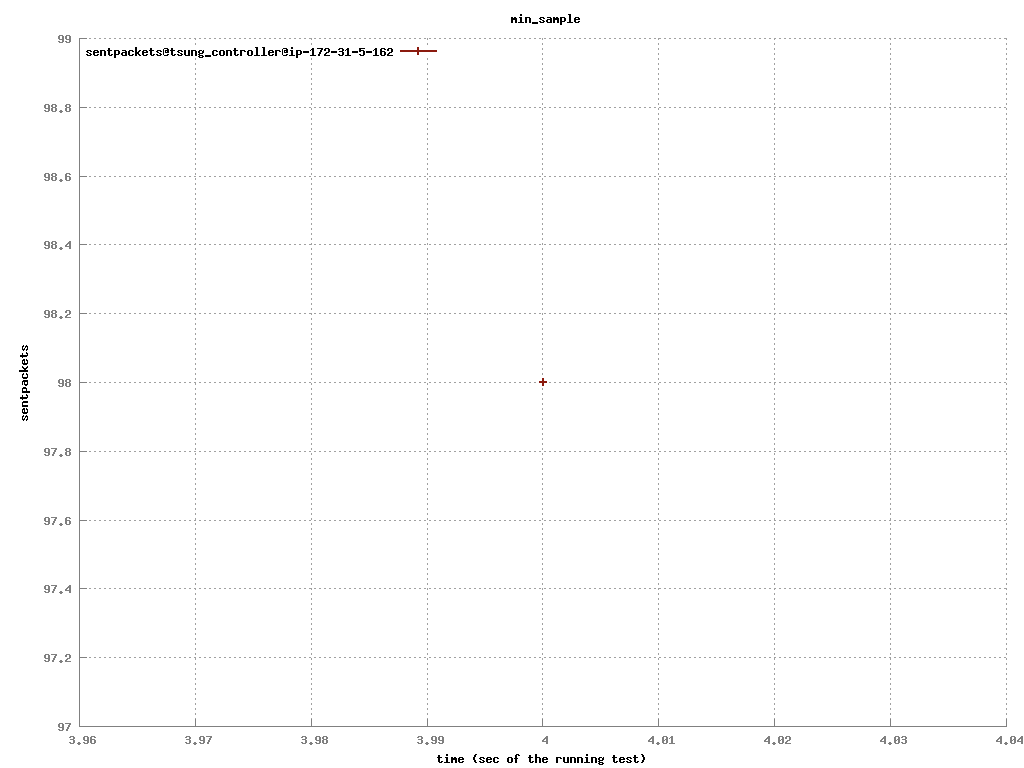 min_sample
sentpackets@tsung_controller@ip-172-31-5-162
99
98.8
98.6
98.4
98.2
98
97.8
97.6
97.4
97.2
97
sentpackets
3.96 3.97 3.98 3.99 4 4.01 4.02 4.03 4.04
time (sec of the running test)